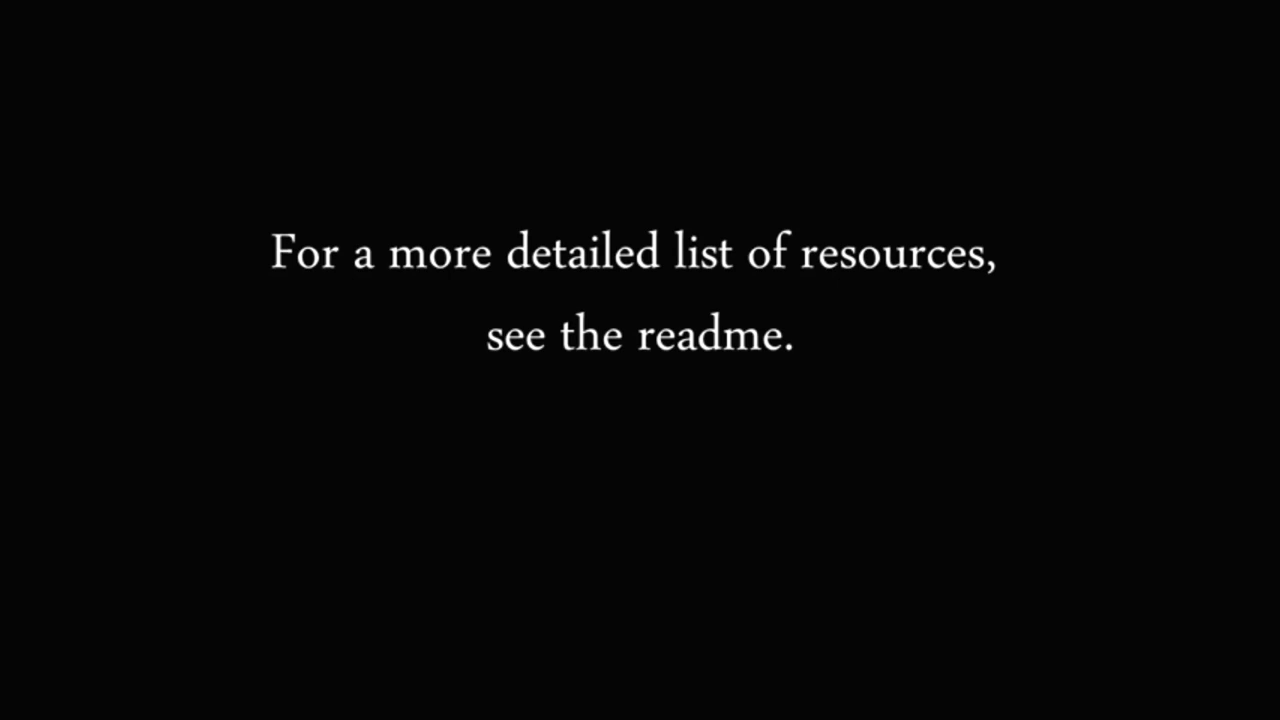 For a more detailed list of resources,
see the readme.